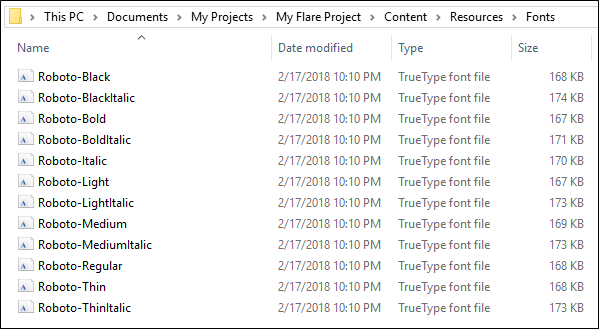 This PC > Documents > My Projects > My Flare Project > Content > Resources > Fonts
Name Date modified Type Size
Roboto-Black 2/17/2018 10:10 PM TrueType font file 168 KB
Roboto-BlackItalic 2/17/2018 10:10 PM TrueType font file 174 KB
Roboto-Bold 2/17/2018 10:10 PM TrueType font file 167 KB
Roboto-BoldItalic 2/17/2018 10:10 PM TrueType font file 171 KB
Roboto-Italic 2/17/2018 10:10 PM TrueType font file 170 KB
Roboto-Light 2/17/2018 10:10 PM TrueType font file 167 KB
Roboto-LightItalic 2/17/2018 10:10 PM TrueType font file 173 KB
Roboto-Medium 2/17/2018 10:10 PM TrueType font file 169 KB
Roboto-MediumItalic 2/17/2018 10:10 PM TrueType font file 173 KB
Roboto-Regular 2/17/2018 10:10 PM TrueType font file 168 KB
Roboto-Thin 2/17/2018 10:10 PM TrueType font file 168 KB
Roboto-ThinItalic 2/17/2018 10:10 PM TrueType font file 173 KB